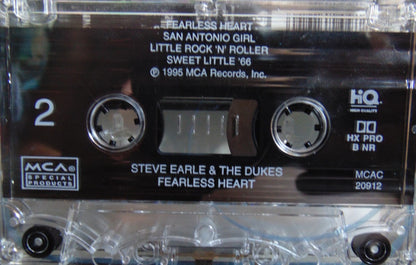 FEARLESS HEART
SAN ANTONIO GIRL
LITTLE ROCK 'N' ROLLER
SWEET LITTLE '66
℗ 1995 MCA Records, Inc.
2
HiQ
HIGH QUALITY
HX PRO
B NR
MCA
SPECIAL
PRODUCTS
STEVE EARLE & THE DUKES
FEARLESS HEART
MCAC
20912